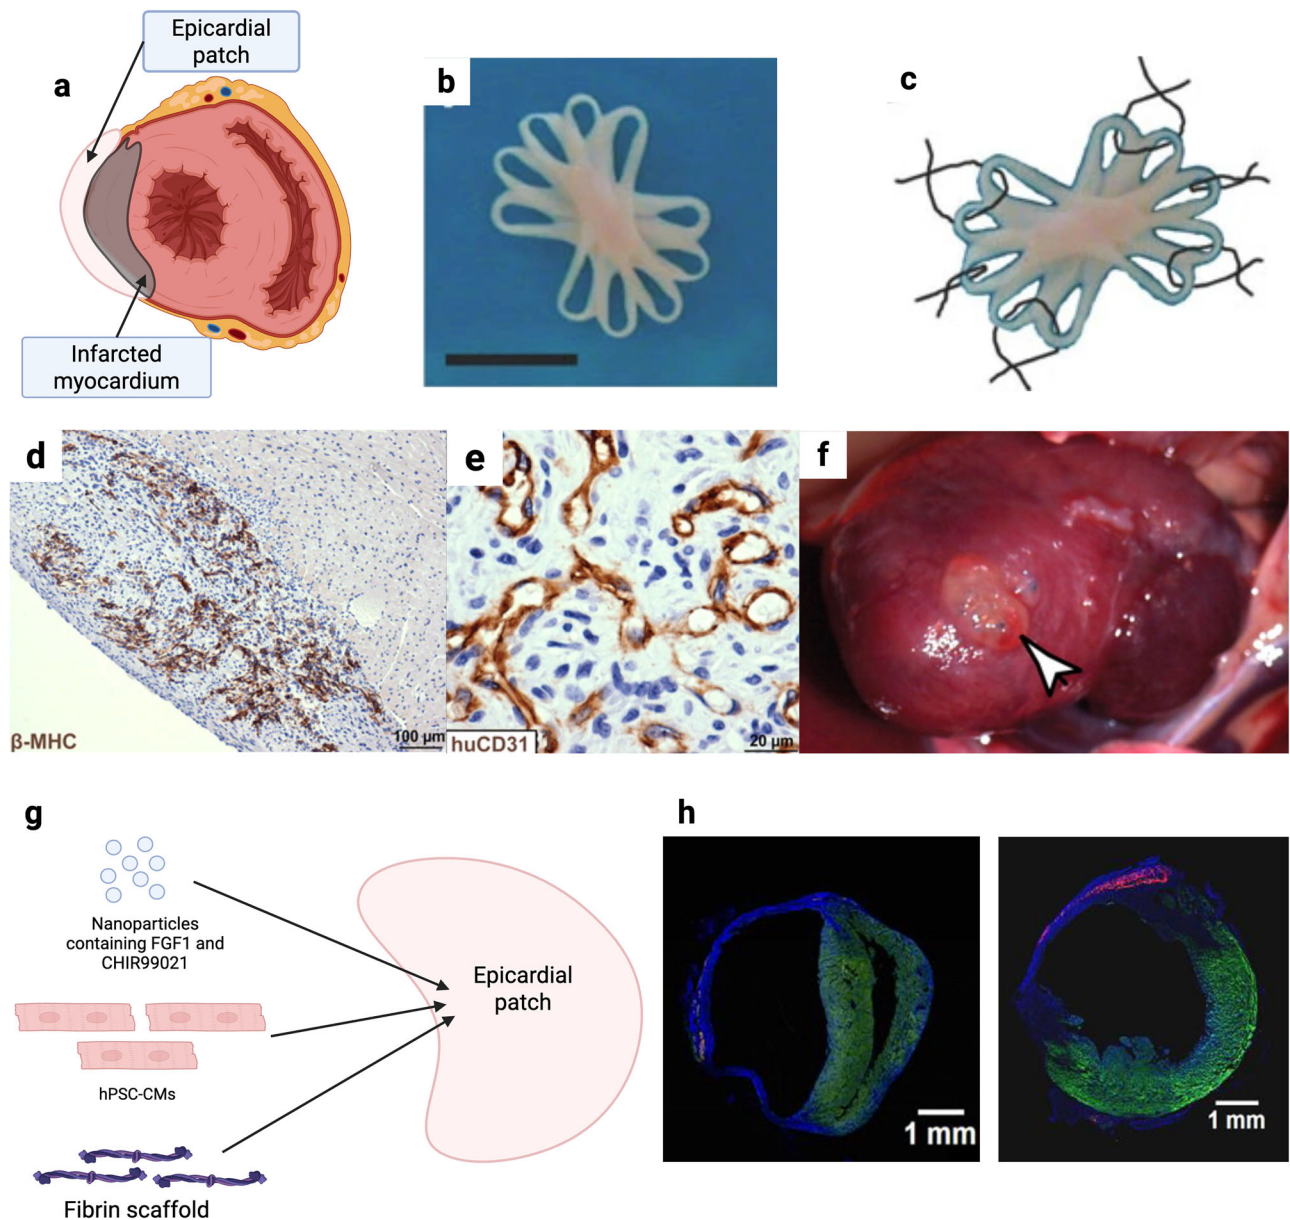 a
Epicardial
patch
Infarcted
myocardium
b
c
d
β-MHC
100 µm
e
huCD31
20 µm
f
g
Nanoparticles
containing FGF1 and
CHIR99021
hPSC-CMs
Fibrin scaffold
Epicardial
patch
h
1 mm
1 mm